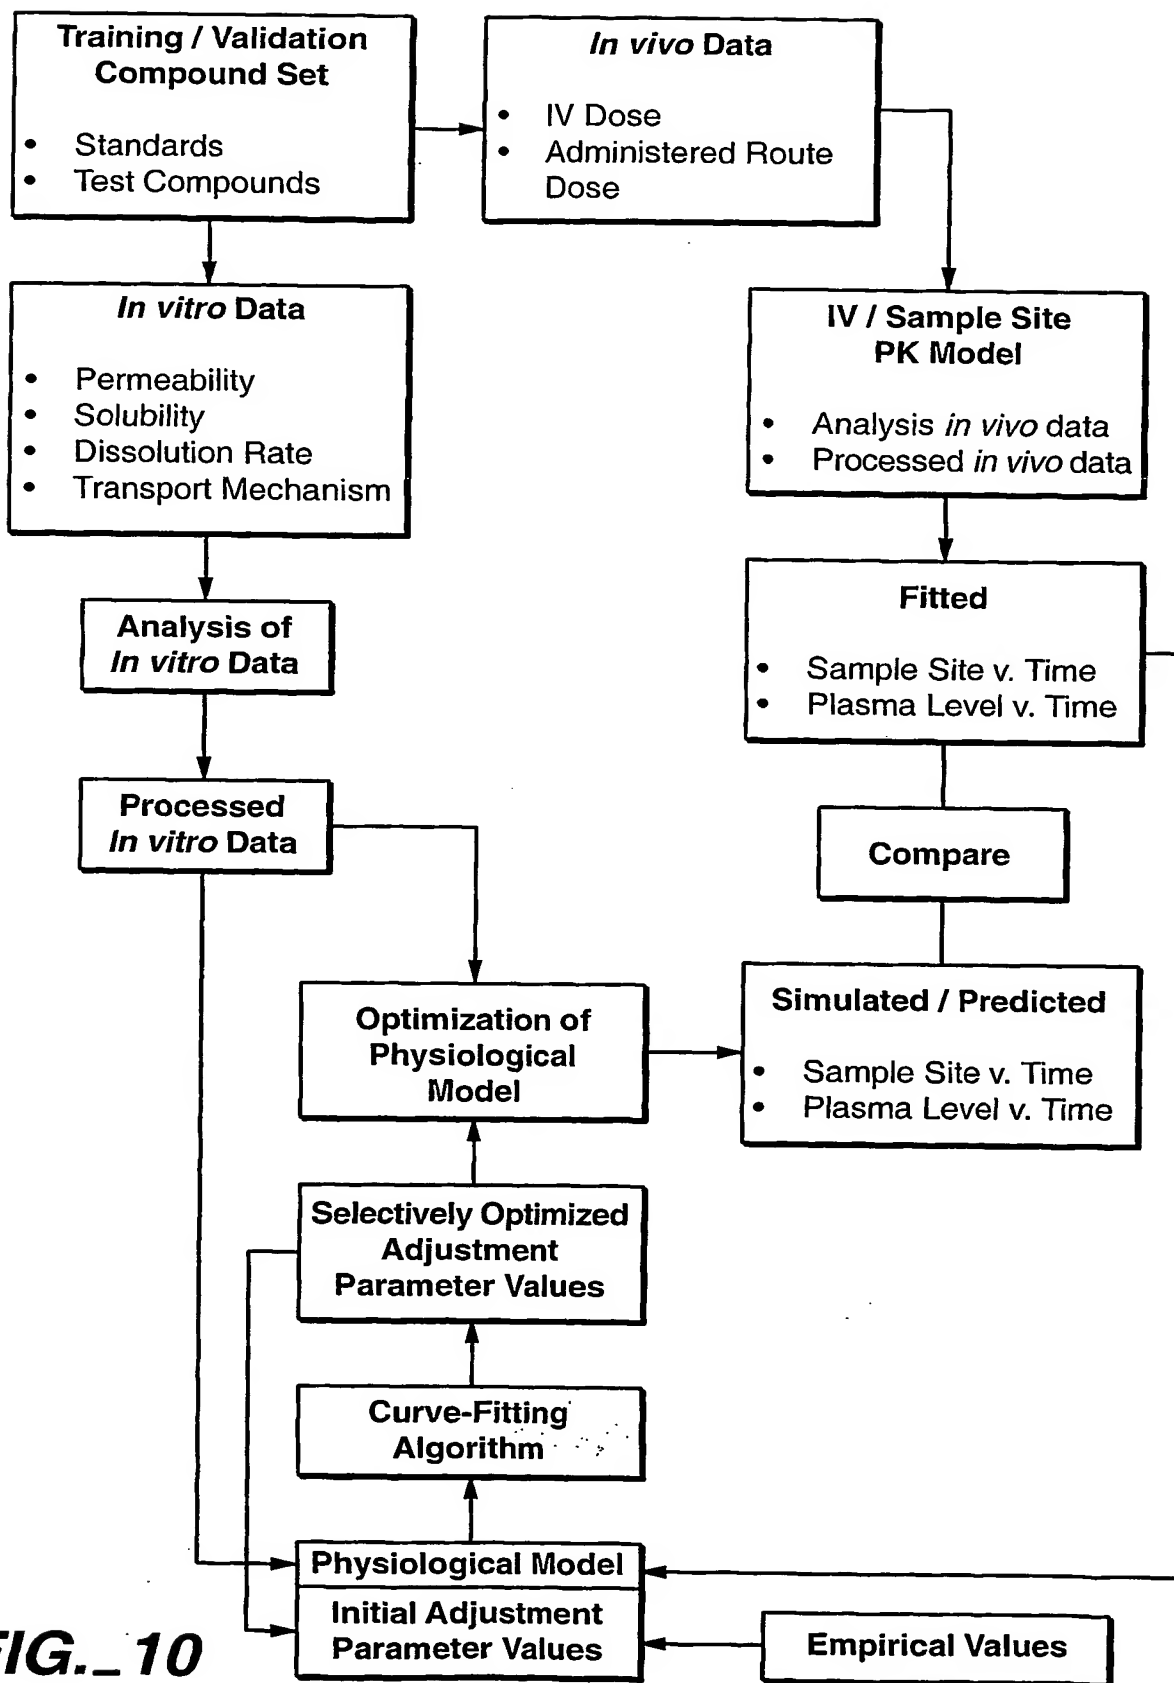 Training / Validation
Compound Set
• Standards
• Test Compounds
In vivo Data
• IV Dose
• Administered Route
Dose
In vitro Data
• Permeability
• Solubility
• Dissolution Rate
• Transport Mechanism
IV / Sample Site
PK Model
• Analysis in vivo data
• Processed in vivo data
Analysis of
In vitro Data
Fitted
• Sample Site v. Time
• Plasma Level v. Time
Processed
In vitro Data
Compare
Optimization of
Physiological
Model
Simulated / Predicted
• Sample Site v. Time
• Plasma Level v. Time
Selectively Optimized
Adjustment
Parameter Values
Curve-Fitting
Algorithm
Physiological Model
Initial Adjustment
Parameter Values
Empirical Values
FIG._10